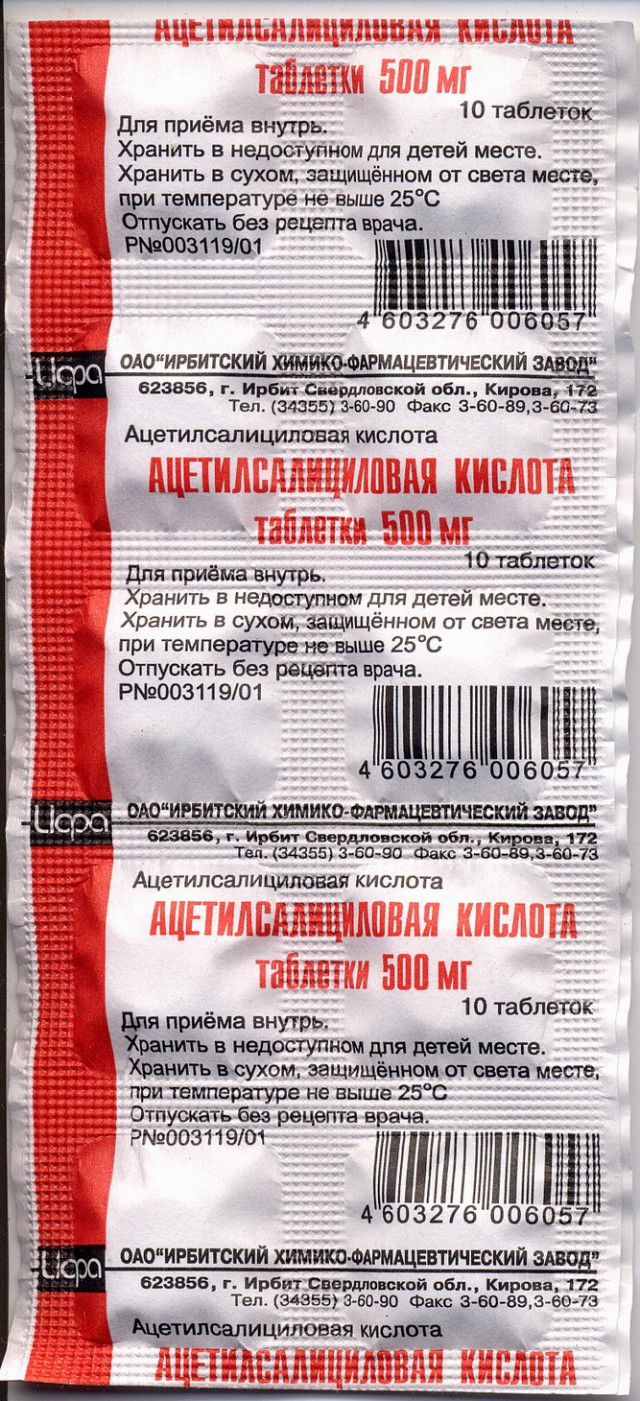 АЦЕТИЛСАЛИЦИЛОВАЯ КИСЛОТА
таблетки 500 мг
10 таблеток
Для приёма внутрь.
Хранить в недоступном для детей месте.
Хранить в сухом, защищённом от света месте,
при температуре не выше 25°С
Отпускать без рецепта врача.
Р№003119/01
4 603276 006057
Ирфа ОАО"ИРБИТСКИЙ ХИМИКО-ФАРМАЦЕВТИЧЕСКИЙ ЗАВОД"
623856, г. Ирбит Свердловской обл., Кирова, 172
Тел. (34355) 3-60-90 Факс 3-60-89,3-60-73
Ацетилсалициловая кислота
АЦЕТИЛСАЛИЦИЛОВАЯ КИСЛОТА
таблетки 500 мг
10 таблеток
Для приёма внутрь.
Хранить в недоступном для детей месте.
Хранить в сухом, защищённом от света месте,
при температуре не выше 25°С
Отпускать без рецепта врача.
Р№003119/01
4 603276 006057
Ирфа ОАО"ИРБИТСКИЙ ХИМИКО-ФАРМАЦЕВТИЧЕСКИЙ ЗАВОД"
623856, г. Ирбит Свердловской обл., Кирова, 172
Тел. (34355) 3-60-90 Факс 3-60-89,3-60-73
Ацетилсалициловая кислота
АЦЕТИЛСАЛИЦИЛОВАЯ КИСЛОТА
таблетки 500 мг
10 таблеток
Для приёма внутрь.
Хранить в недоступном для детей месте.
Хранить в сухом, защищённом от света месте,
при температуре не выше 25°С
Отпускать без рецепта врача.
Р№003119/01
4 603276 006057
Ирфа ОАО"ИРБИТСКИЙ ХИМИКО-ФАРМАЦЕВТИЧЕСКИЙ ЗАВОД"
623856, г. Ирбит Свердловской обл., Кирова, 172
Тел. (34355) 3-60-90 Факс 3-60-89,3-60-73
Ацетилсалициловая кислота
АЦЕТИЛСАЛИЦИЛОВАЯ КИСЛОТА